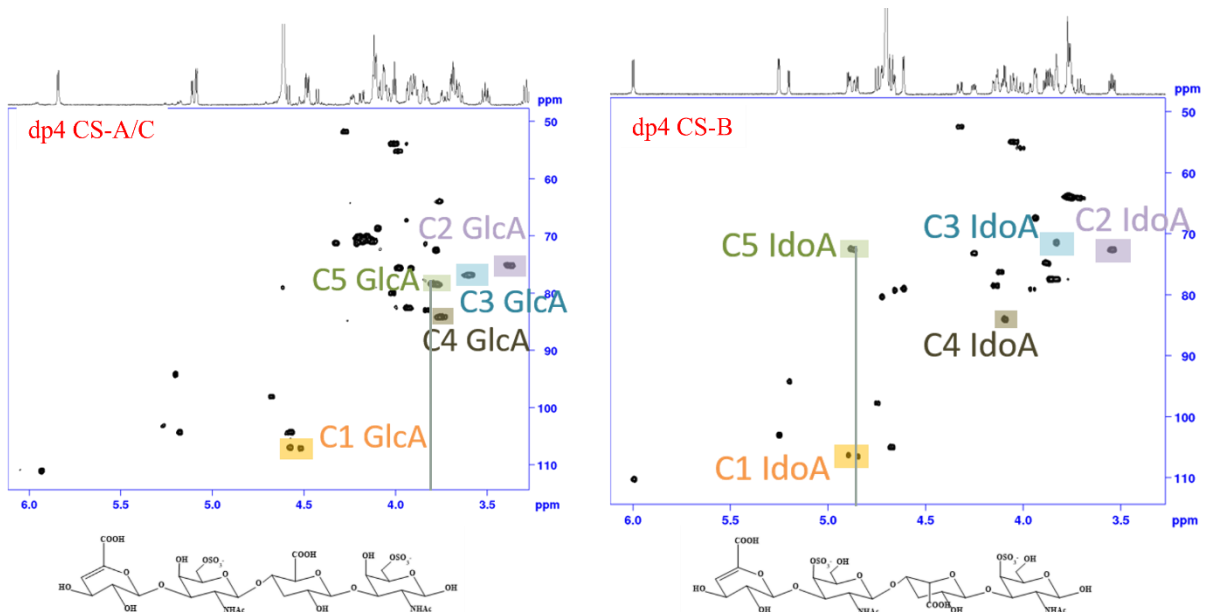 ppm
dp4 CS-A/C
50
60
C2 GlcA
70
C5 GlcA
C3 GlcA
80
C4 GlcA
90
100
C1 GlcA
110
6.0 5.5 5.0 4.5 4.0 3.5 ppm
COOH
OH OSO₃⁻ COOH OH OSO₃⁻
HO O O O O OH
OH NHAc OH NHAc
ppm
dp4 CS-B
50
60
C3 IdoA C2 IdoA
C5 IdoA
70
80
C4 IdoA
90
100
C1 IdoA
110
6.0 5.5 5.0 4.5 4.0 3.5 ppm
COOH
OSO₃⁻ OH OSO₃⁻ OH
HO O O O O OH
OH NHAc COOH OH NHAc